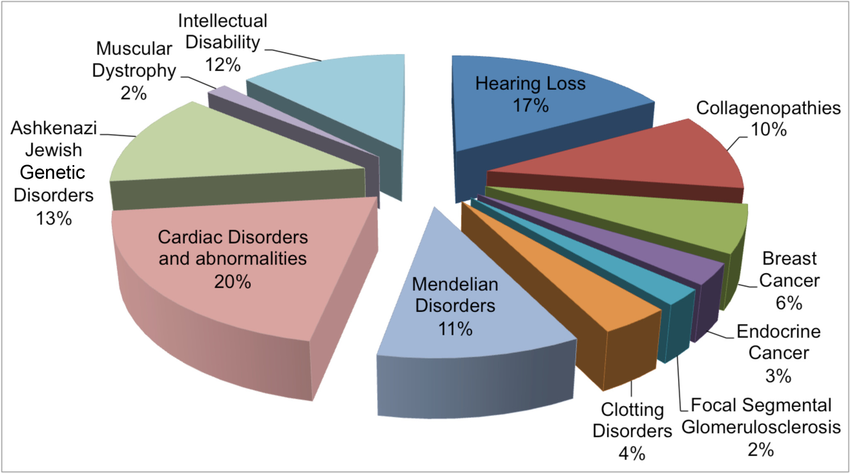 Intellectual
Disability
12%
Muscular
Dystrophy
2%
Ashkenazi
Jewish
Genetic
Disorders
13%
Cardiac Disorders
and abnormalities
20%
Mendelian
Disorders
11%
Hearing Loss
17%
Collagenopathies
10%
Breast
Cancer
6%
Endocrine
Cancer
3%
Focal Segmental
Glomerulosclerosis
2%
Clotting
Disorders
4%